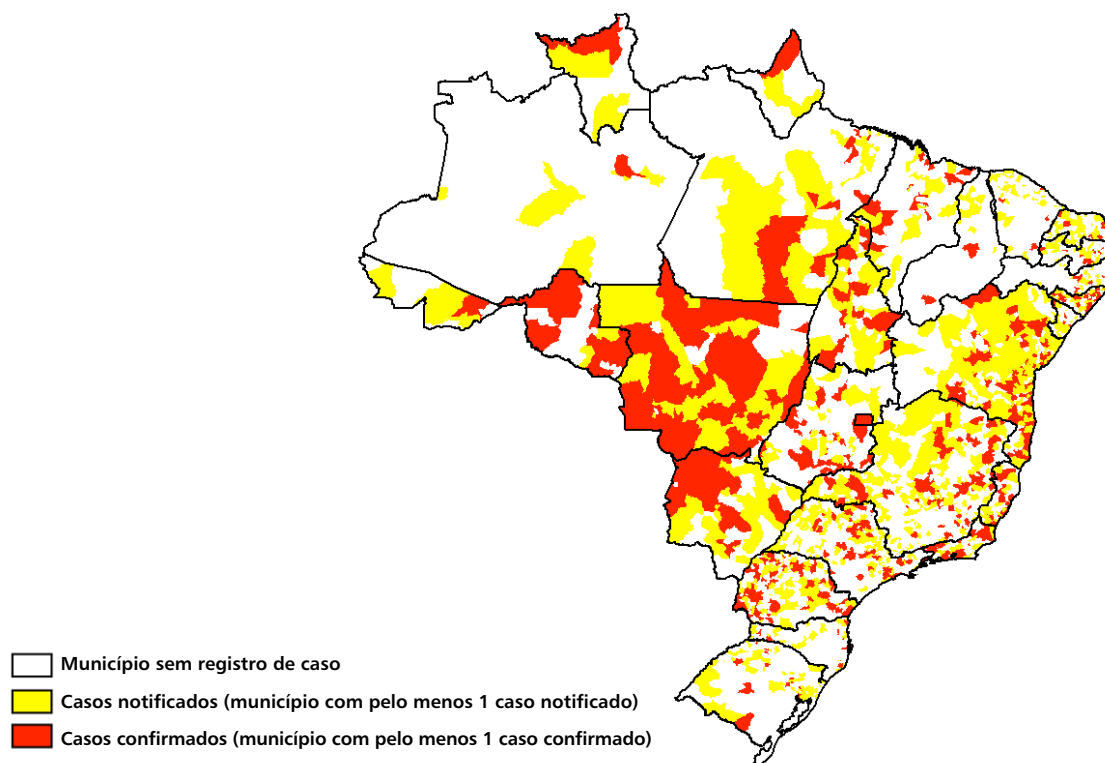 Município sem registro de caso
Casos notificados (município com pelo menos 1 caso notificado)
Casos confirmados (município com pelo menos 1 caso confirmado)